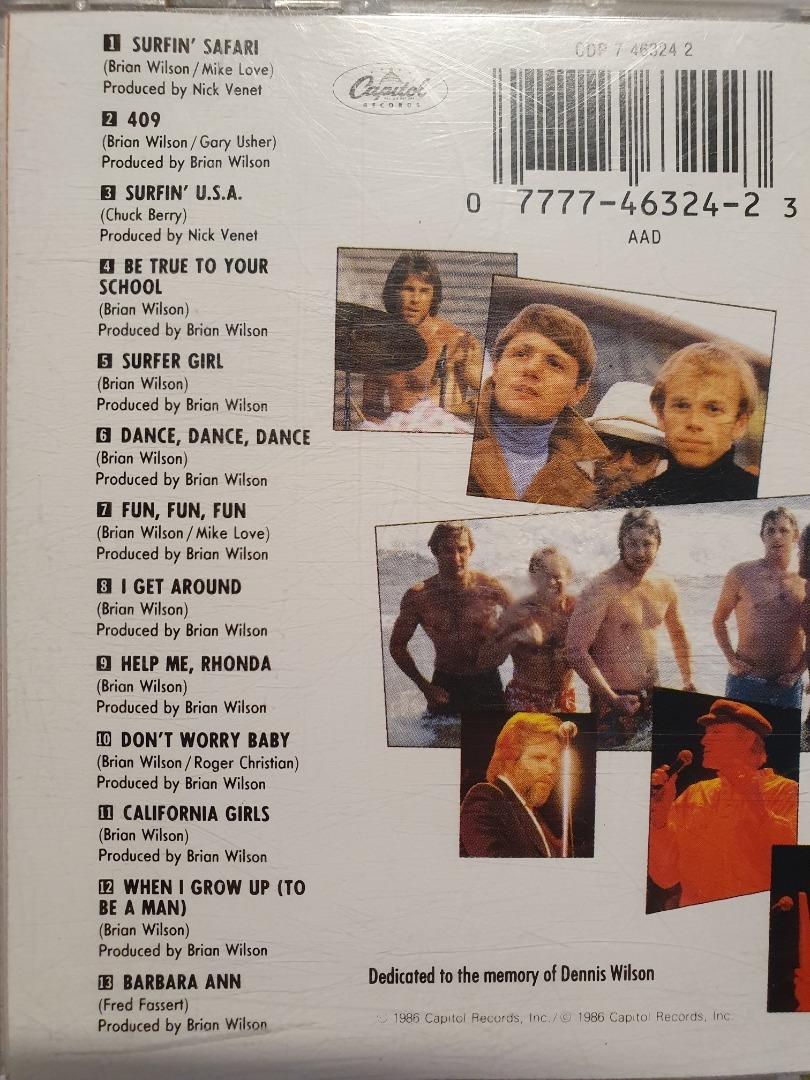 1 SURFIN' SAFARI
(Brian Wilson/Mike Love)
Produced by Nick Venet
2 409
(Brian Wilson/Gary Usher)
Produced by Brian Wilson
3 SURFIN' U.S.A.
(Chuck Berry)
Produced by Nick Venet
4 BE TRUE TO YOUR
SCHOOL
(Brian Wilson)
Produced by Brian Wilson
5 SURFER GIRL
(Brian Wilson)
Produced by Brian Wilson
6 DANCE, DANCE, DANCE
(Brian Wilson)
Produced by Brian Wilson
7 FUN, FUN, FUN
(Brian Wilson/Mike Love)
Produced by Brian Wilson
8 I GET AROUND
(Brian Wilson)
Produced by Brian Wilson
9 HELP ME, RHONDA
(Brian Wilson)
Produced by Brian Wilson
10 DON'T WORRY BABY
(Brian Wilson/Roger Christian)
Produced by Brian Wilson
11 CALIFORNIA GIRLS
(Brian Wilson)
Produced by Brian Wilson
12 WHEN I GROW UP (TO
BE A MAN)
(Brian Wilson)
Produced by Brian Wilson
13 BARBARA ANN
(Fred Fassert)
Produced by Brian Wilson
Capitol
RECORDS
CDP 7 46324 2
0 7777-46324-2 3
AAD
Dedicated to the memory of Dennis Wilson
℗ 1986 Capitol Records, Inc./© 1986 Capitol Records, Inc.